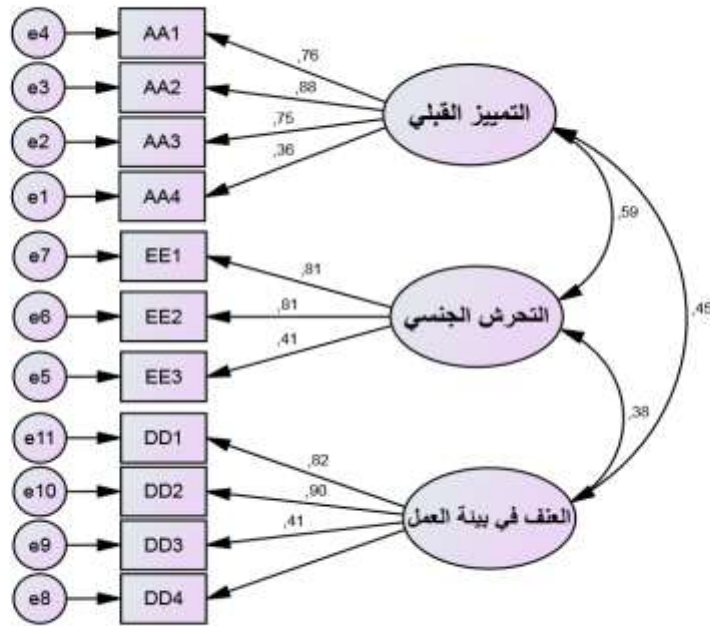 e4 AA1
,76
e3 AA2
,88
التمييز القبلي
e2 AA3
,75
e1 AA4
,36
,59
e7 EE1
,81
e6 EE2
,81
التحرش الجنسي
,45
e5 EE3
,41
,38
e11 DD1
,82
e10 DD2
,90
العنف في بيئة العمل
e9 DD3
,41
e8 DD4